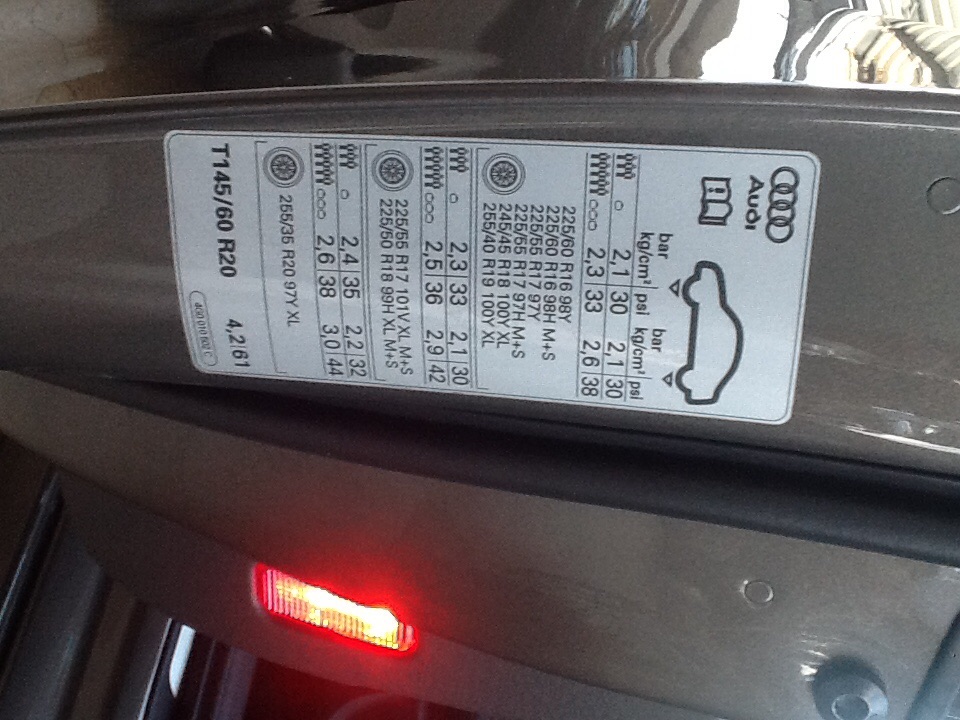 Audi
bar
kg/cm² psi
bar
kg/cm² psi
2,1 30 2,1 30
2,3 33 2,6 38
225/60 R16 98Y
225/60 R16 98H M+S
225/55 R17 97Y
225/55 R17 97H M+S
245/45 R18 100Y XL
255/40 R19 100Y XL
2,3 33 2,1 30
2,5 36 2,9 42
225/55 R17 101V XL M+S
225/50 R18 99H XL M+S
2,4 35 2,2 32
2,6 38 3,0 44
255/35 R20 97Y XL
T145/60 R20 4,2 61
4G0 010 502 C